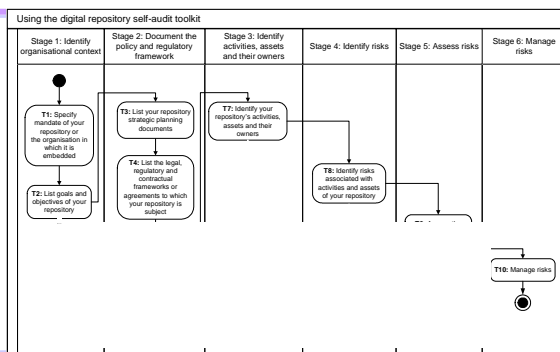 Using the digital repository self-audit toolkit
Stage 1: Identify
organisational context
Stage 2: Document the
policy and regulatory
framework
Stage 3: Identify
activities, assets
and their owners
Stage 4: Identify risks
Stage 5: Assess risks
Stage 6: Manage
risks
T1: Specify
mandate of your
repository or
the organisation in
which it is
embedded
T2: List goals and
objectives of your
repository
T3: List your repository
strategic planning
documents
T4: List the legal,
regulatory and
contractual
frameworks or
agreements to which
your repository is
subject
T7: Identify your
repository's activities,
assets and their
owners
T8: Identify risks
associated with
activities and assets
of your repository
T10: Manage risks